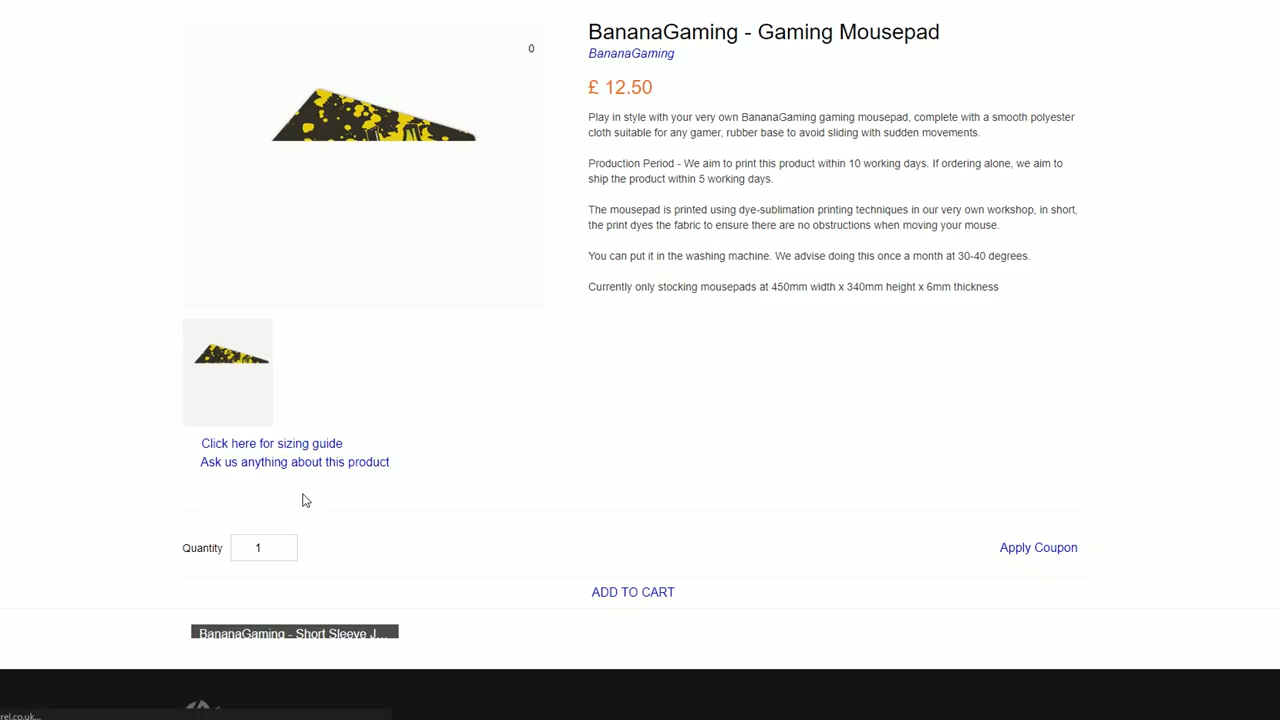 0
BananaGaming - Gaming Mousepad
BananaGaming
£ 12.50
Play in style with your very own BananaGaming gaming mousepad, complete with a smooth polyester
cloth suitable for any gamer, rubber base to avoid sliding with sudden movements.
Production Period - We aim to print this product within 10 working days. If ordering alone, we aim to
ship the product within 5 working days.
The mousepad is printed using dye-sublimation printing techniques in our very own workshop, in short,
the print dyes the fabric to ensure there are no obstructions when moving your mouse.
You can put it in the washing machine. We advise doing this once a month at 30-40 degrees.
Currently only stocking mousepads at 450mm width x 340mm height x 6mm thickness
Click here for sizing guide
Ask us anything about this product
Quantity 1
Apply Coupon
ADD TO CART
BananaGaming - Short Sleeve J...
rel.co.uk...